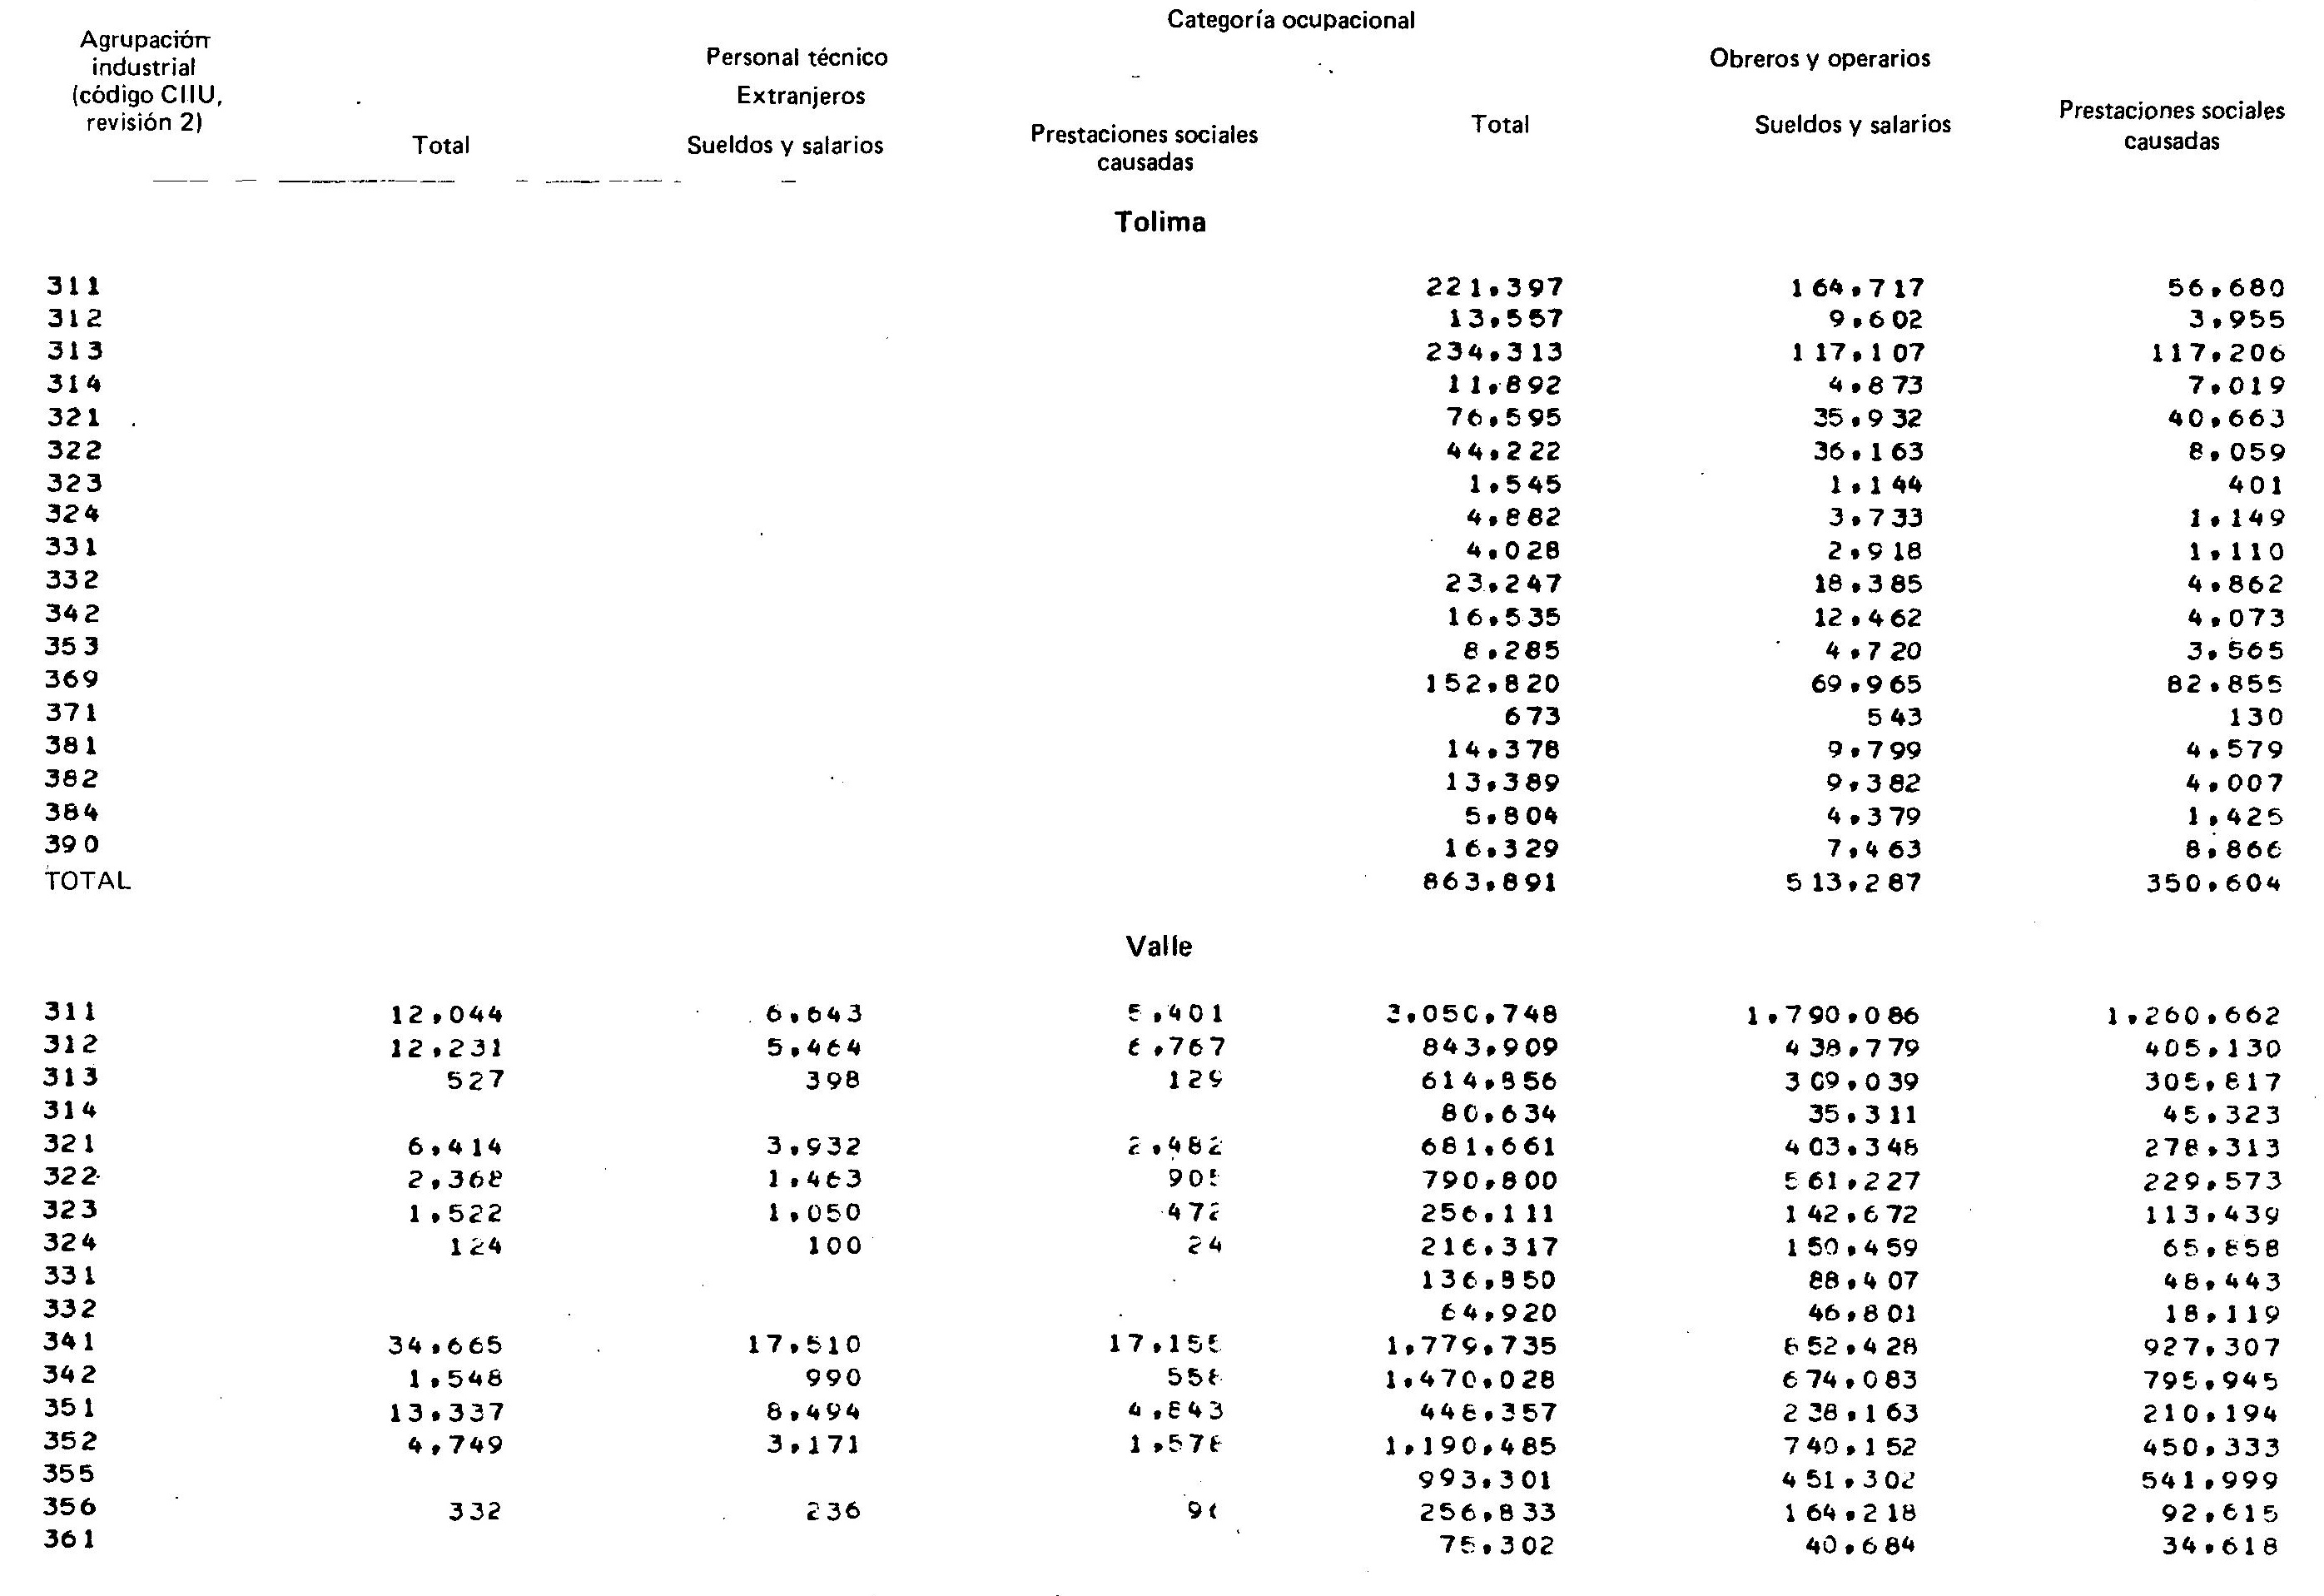 Categoría ocupacional
Agrupación industrial (código CIIU, revisión 2)
Personal técnico
Obreros y operarios
Extranjeros
Total Sueldos y salarios Prestaciones sociales causadas Total Sueldos y salarios Prestaciones sociales causadas
Tolima
311 221,397 164,717 56,680
312 13,557 9,602 3,955
313 234,313 117,107 117,206
314 11,892 4,873 7,019
321 76,595 35,932 40,663
322 44,222 36,163 8,059
323 1,545 1,144 401
324 4,882 3,733 1,149
331 4,028 2,918 1,110
332 23,247 18,385 4,862
342 16,535 12,462 4,073
353 8,285 4,720 3,565
369 152,820 69,965 82,855
371 673 543 130
381 14,378 9,799 4,579
382 13,389 9,382 4,007
384 5,804 4,379 1,425
390 16,329 7,463 8,866
TOTAL 863,891 513,287 350,604
Valle
311 12,044 6,643 5,401 3,050,748 1,790,086 1,260,662
312 12,231 5,464 6,767 843,909 438,779 405,130
313 527 398 129 614,856 309,039 305,817
314 80,634 35,311 45,323
321 6,414 3,932 2,482 681,661 403,348 278,313
322 2,368 1,463 905 790,800 561,227 229,573
323 1,522 1,050 472 256,111 142,672 113,439
324 124 100 24 216,317 150,459 65,858
331 136,850 88,407 48,443
332 64,920 46,801 18,119
341 34,665 17,510 17,155 1,779,735 852,428 927,307
342 1,548 990 558 1,470,028 674,083 795,945
351 13,337 8,494 4,843 448,357 238,163 210,194
352 4,749 3,171 1,578 1,190,485 740,152 450,333
355 993,301 451,302 541,999
356 332 236 96 256,833 164,218 92,615
361 75,302 40,684 34,618